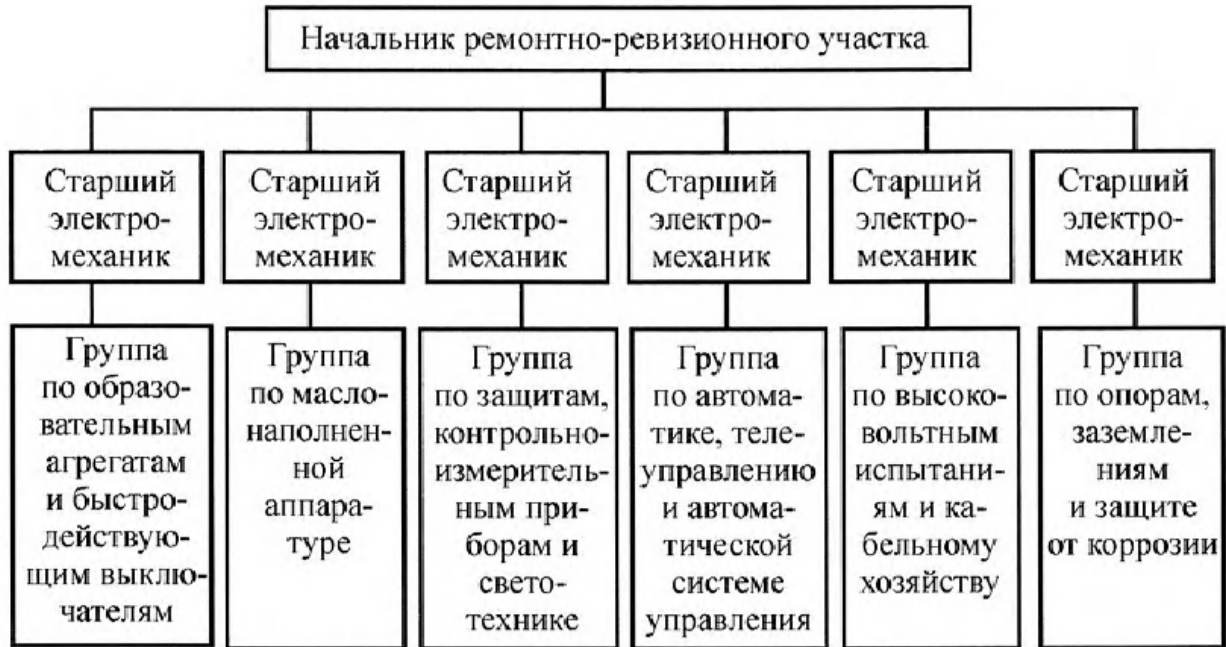 Начальник ремонтно-ревизионного участка
Старший
электро-
механик
Старший
электро-
механик
Старший
электро-
механик
Старший
электро-
механик
Старший
электро-
механик
Старший
электро-
механик
Группа
по образо-
вательным
агрегатам
и быстро-
действую-
щим выклю-
чателям
Группа
по масло-
наполнен-
ной
аппара-
туре
Группа
по защитам,
контрольно-
измеритель-
ным при-
борам и
свето-
технике
Группа
по автома-
тике, теле-
управлению
и автома-
тической
системе
управления
Группа
по высоко-
вольтным
испытани-
ям и ка-
бельному
хозяйству
Группа
по опорам,
заземле-
ниям
и защите
от коррозии